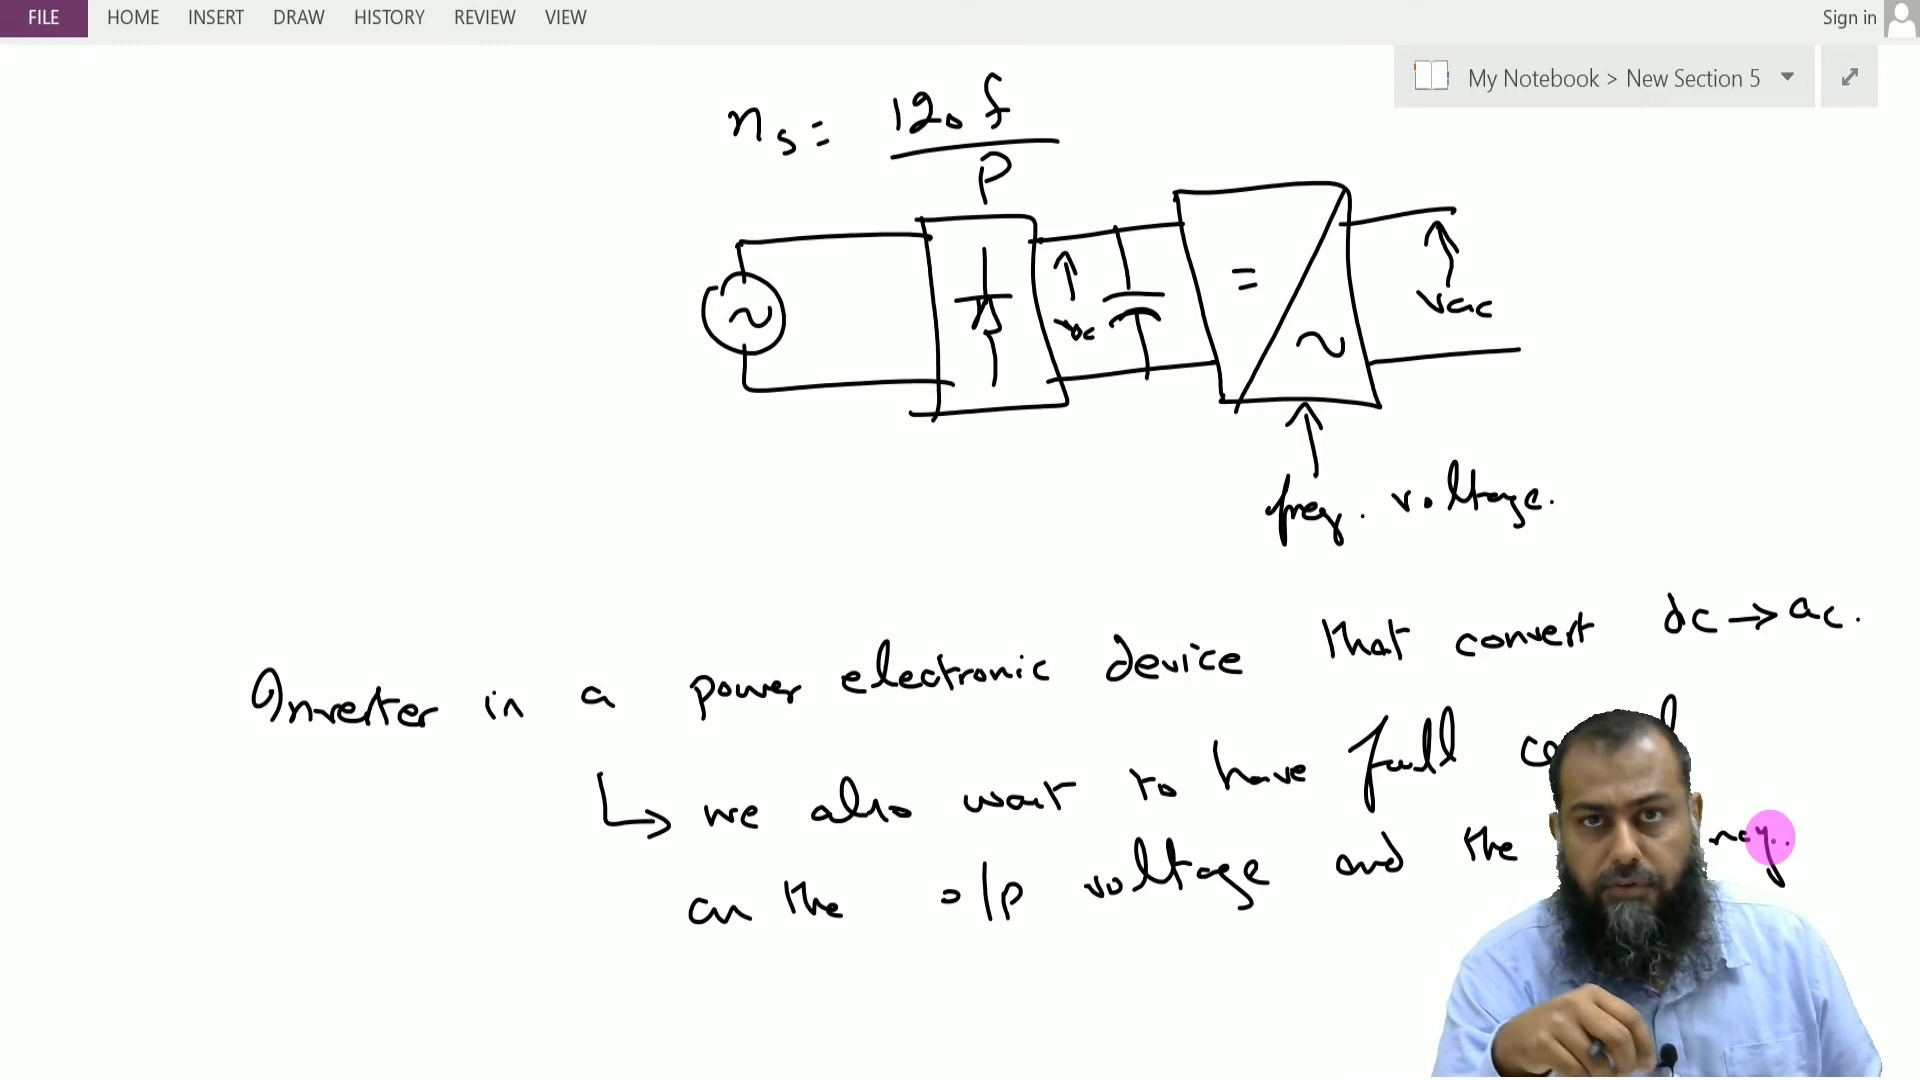 FILE HOME INSERT DRAW HISTORY REVIEW VIEW Sign in
My Notebook > New Section 5
ns = 120 f
P
=
~
~
vdc
vac
freq. voltage.
Inverter in a power electronic device that convert dc → ac.
↳ we also want to have full
on the o/p voltage and the